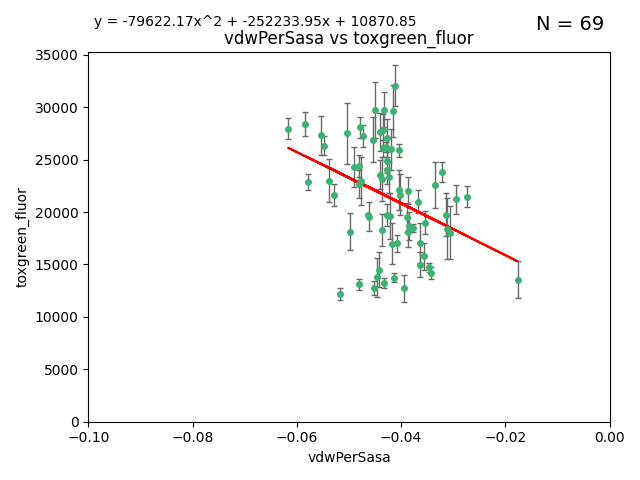 y = -79622.17x^2 + -252233.95x + 10870.85
N = 69
vdwPerSasa vs toxgreen_fluor
35000
30000
25000
20000
15000
10000
5000
0
toxgreen_fluor
−0.10
−0.08
−0.06
−0.04
−0.02
0.00
vdwPerSasa